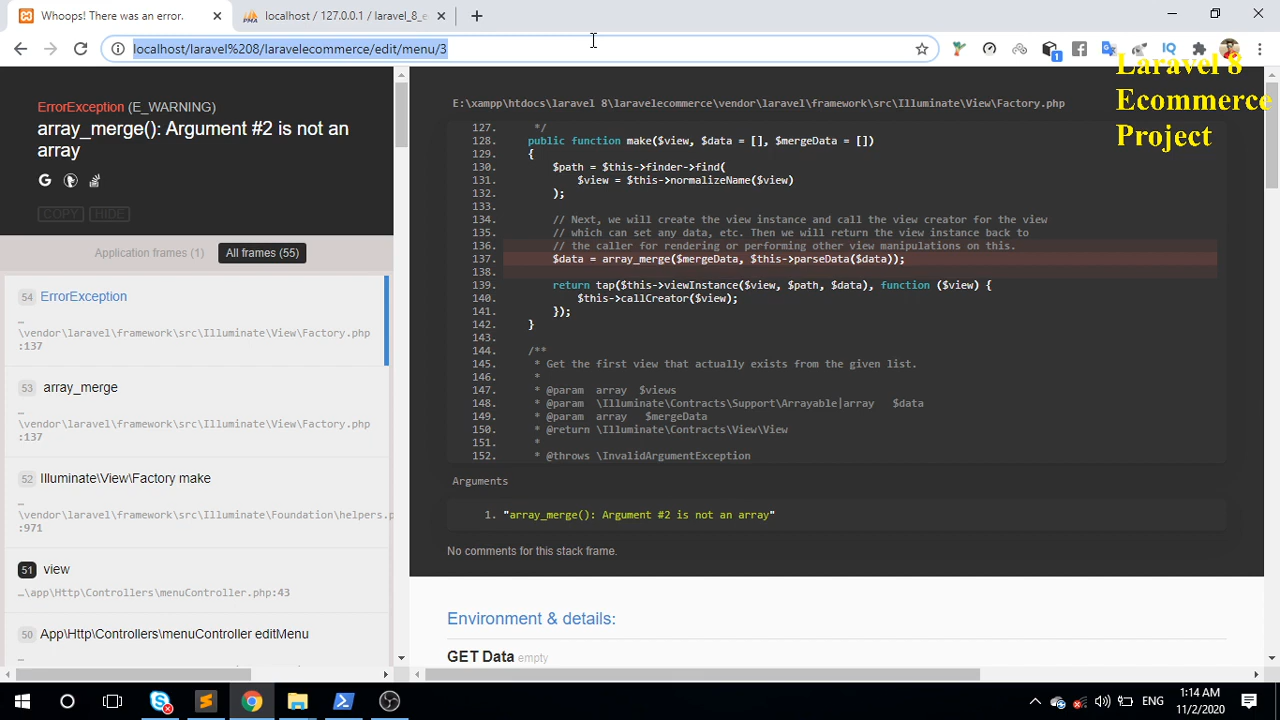 Whoops! There was an error.
localhost / 127.0.0.1 / laravel_8_e
localhost/laravel%208/laravelecommerce/edit/menu/3
IQ
1
Laravel 8
Ecommerce
Project
ErrorException (E_WARNING)
array_merge(): Argument #2 is not an
array
COPY HIDE
Application frames (1) All frames (55)
54 ErrorException
…
\vendor\laravel\framework\src\Illuminate\View\Factory.php
:137
53 array_merge
…
\vendor\laravel\framework\src\Illuminate\View\Factory.php
:137
52 Illuminate\View\Factory make
…
\vendor\laravel\framework\src\Illuminate\Foundation\helpers.p
:971
51 view
…\app\Http\Controllers\menuController.php:43
50 App\Http\Controllers\menuController editMenu
E:\xampp\htdocs\laravel 8\laravelecommerce\vendor\laravel\framework\src\Illuminate\View\Factory.php
127. */
128. public function make($view, $data = [], $mergeData = [])
129. {
130. $path = $this->finder->find(
131. $view = $this->normalizeName($view)
132. );
133.
134. // Next, we will create the view instance and call the view creator for the view
135. // which can set any data, etc. Then we will return the view instance back to
136. // the caller for rendering or performing other view manipulations on this.
137. $data = array_merge($mergeData, $this->parseData($data));
138.
139. return tap($this->viewInstance($view, $path, $data), function ($view) {
140. $this->callCreator($view);
141. });
142. }
143.
144. /**
145. * Get the first view that actually exists from the given list.
146. *
147. * @param array $views
148. * @param \Illuminate\Contracts\Support\Arrayable|array $data
149. * @param array $mergeData
150. * @return \Illuminate\Contracts\View\View
151. *
152. * @throws \InvalidArgumentException
Arguments
1. "array_merge(): Argument #2 is not an array"
No comments for this stack frame.
Environment & details:
GET Data empty
ENG
1:14 AM
11/2/2020